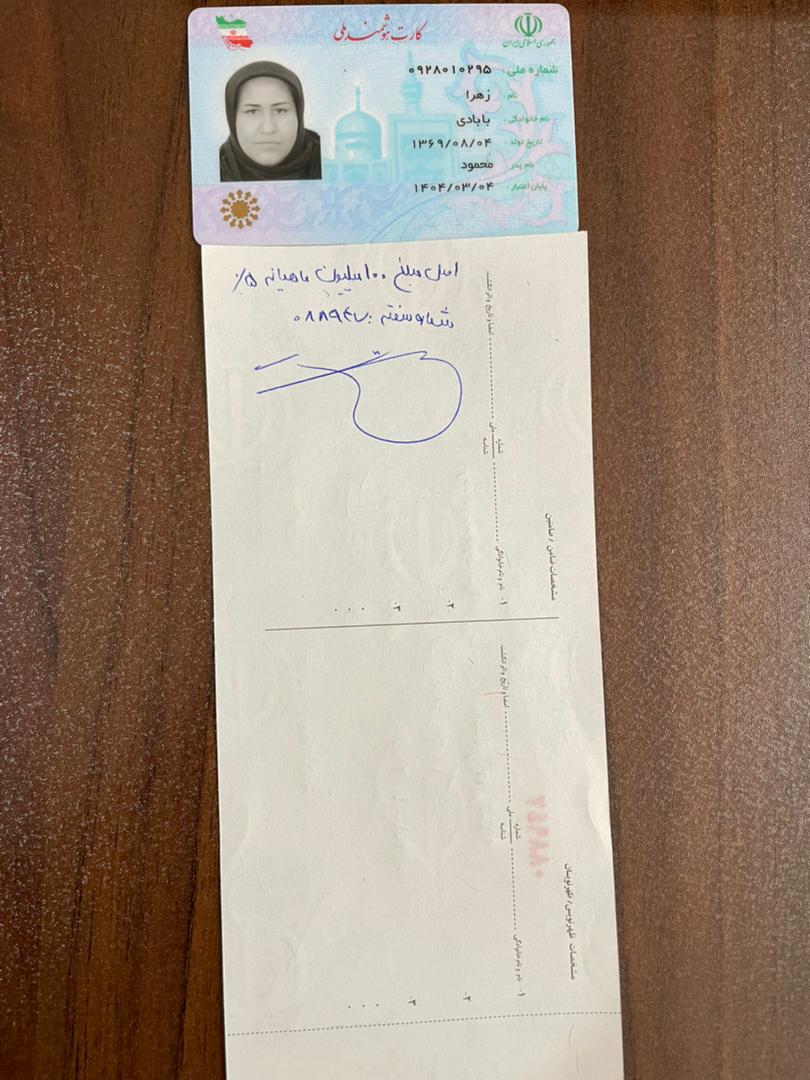 کارت هوشمند ملی
جمهوری اسلامی ایران
شماره ملی: ۰۹۲۸۰۱۰۲۹۵
نام: زهرا
نام خانوادگی: بابادی
تاریخ تولد: ۱۳۶۹/۰۸/۰۴
نام پدر: محمود
پایان اعتبار: ۱۴۰۴/۰۳/۰۴
اصل مبلغ ۱۰۰ میلیون ماهیانه ۵٪
شماره سفته: ۰۸۸۹۴۷
مشخصات ضامن / ضامنین
۱- نام و نام خانوادگی شماره ملی شناسه امضا و تاریخ و اثر انگشت
۲-
۳-
مشخصات ظهرنویس/ ظهرنویسان
۱- نام و نام خانوادگی شماره ملی شناسه امضا و تاریخ و اثر انگشت
۲-
۳-